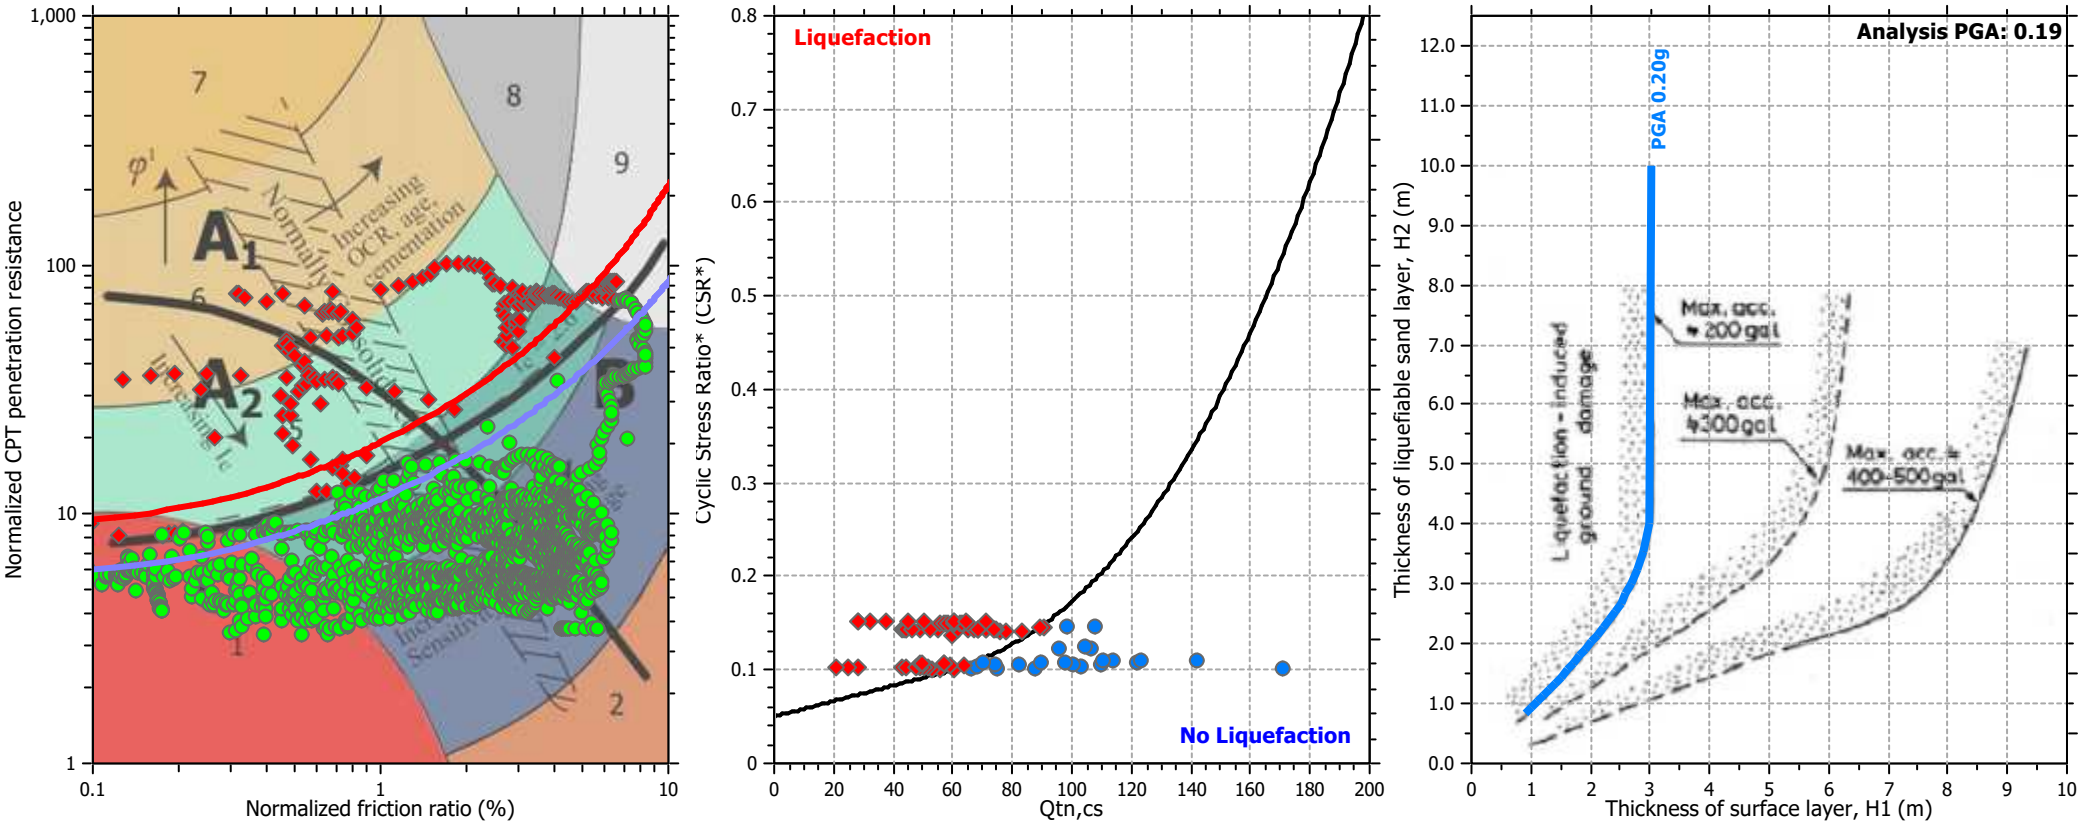 1,000
100
10
1
0.1
1
10
Normalized CPT penetration resistance
Normalized friction ratio (%)
7
8
9
φ'
A1
Normally
Increasing
OCR, age,
cementation
6
A2
Increasing Ic
5
B
1
2
Sensitivity
0.8
0.7
0.6
0.5
0.4
0.3
0.2
0.1
0
0
20
40
60
80
100
120
140
160
180
200
Cyclic Stress Ratio* (CSR*)
Qtn,cs
Liquefaction
No Liquefaction
Analysis PGA: 0.19
PGA 0.20g
12.0
11.0
10.0
9.0
8.0
7.0
6.0
5.0
4.0
3.0
2.0
1.0
0.0
0
1
2
3
4
5
6
7
8
9
10
Thickness of liquefiable sand layer, H2 (m)
Thickness of surface layer, H1 (m)
Liquefaction-induced
ground damage
Max. acc.
≒200gal
Max. acc.
≒300gal
Max. acc.≒
400-500gal